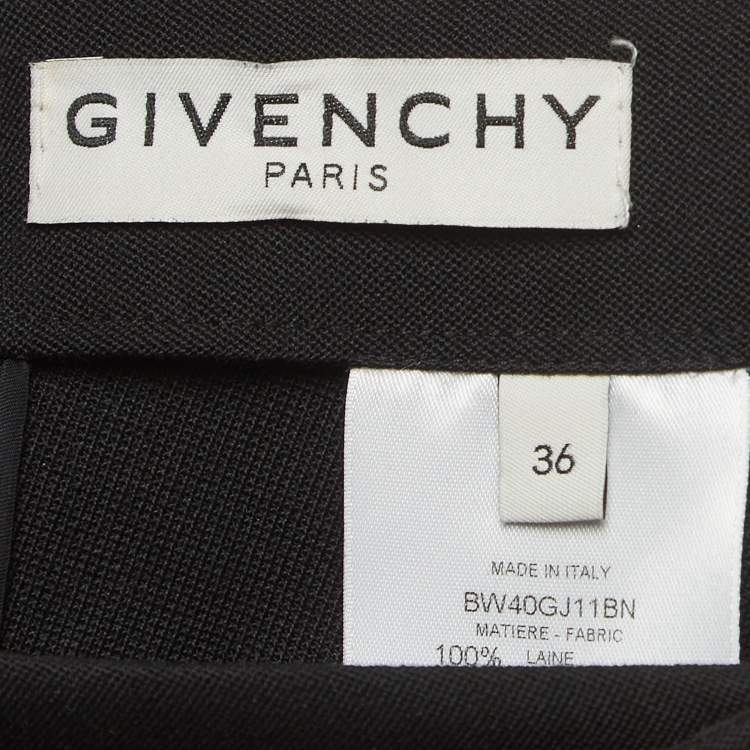 GIVENCHY
PARIS
36
MADE IN ITALY
BW40GJ11BN
MATIERE - FABRIC
100% LAINE